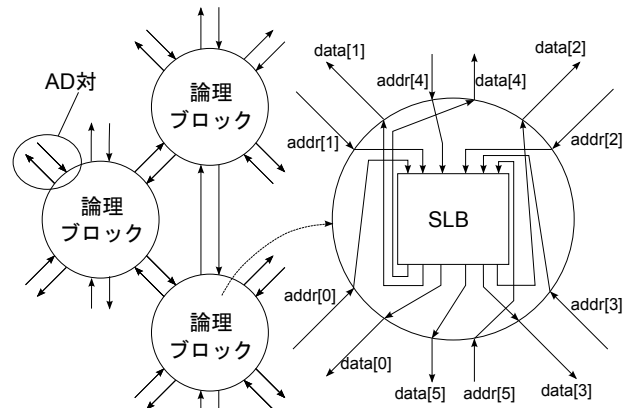 AD対
論理
ブロック
論理
ブロック
論理
ブロック
data[1]
addr[4]
data[4]
data[2]
addr[1]
addr[2]
SLB
addr[0]
addr[3]
data[0]
data[5]
addr[5]
data[3]